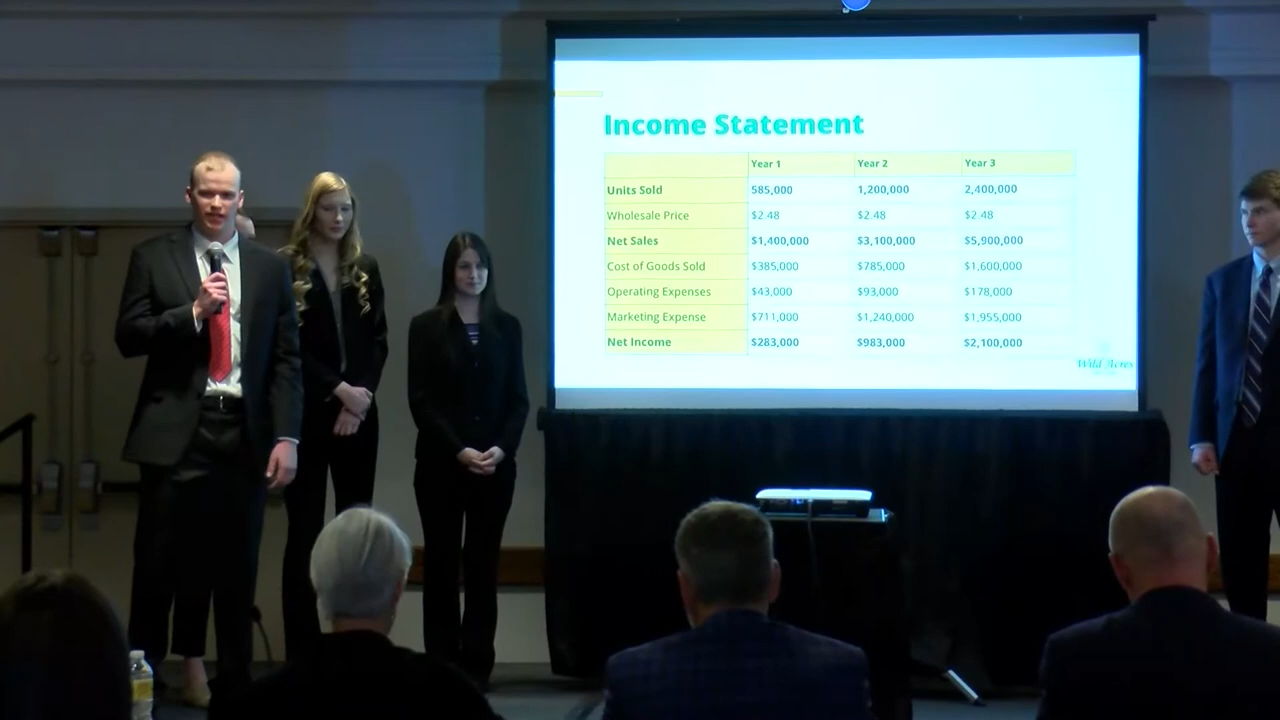 Income Statement
Year 1 Year 2 Year 3
Units Sold 585,000 1,200,000 2,400,000
Wholesale Price $2.48 $2.48 $2.48
Net Sales $1,400,000 $3,100,000 $5,900,000
Cost of Goods Sold $385,000 $785,000 $1,600,000
Operating Expenses $43,000 $93,000 $178,000
Marketing Expense $711,000 $1,240,000 $1,955,000
Net Income $283,000 $983,000 $2,100,000
Wild Acres